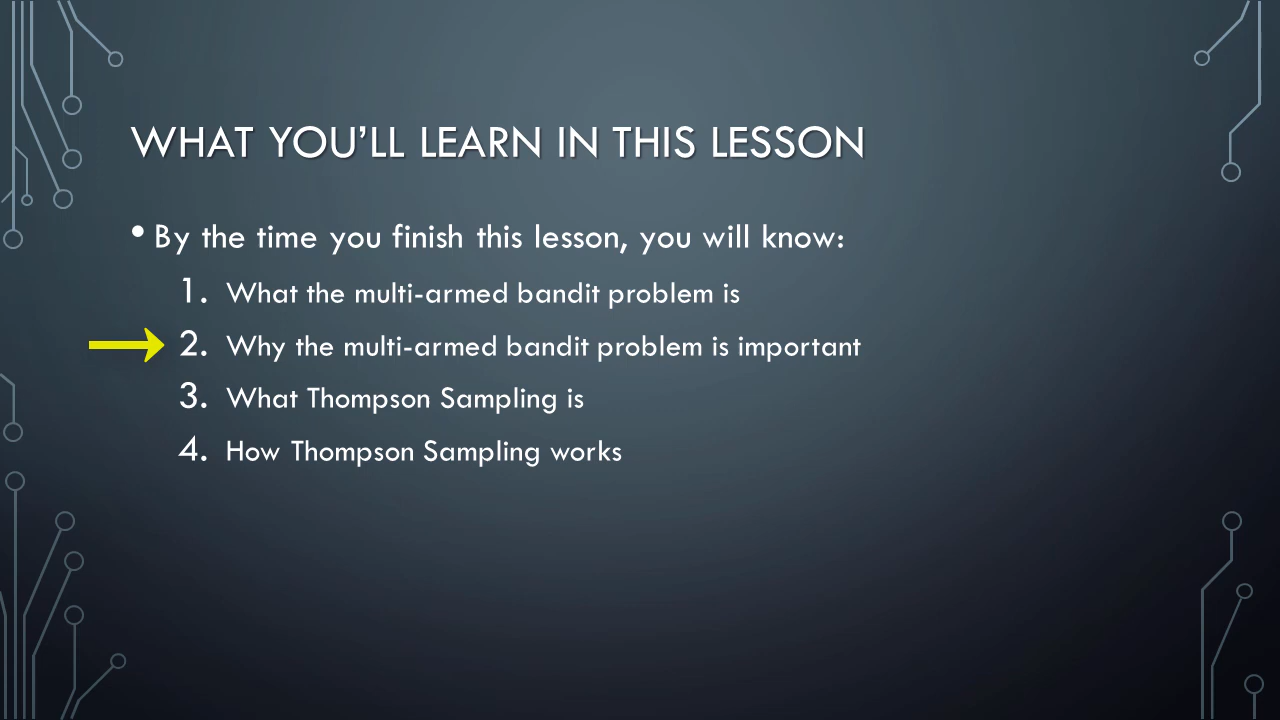 WHAT YOU'LL LEARN IN THIS LESSON
• By the time you finish this lesson, you will know:
1. What the multi-armed bandit problem is
2. Why the multi-armed bandit problem is important
3. What Thompson Sampling is
4. How Thompson Sampling works